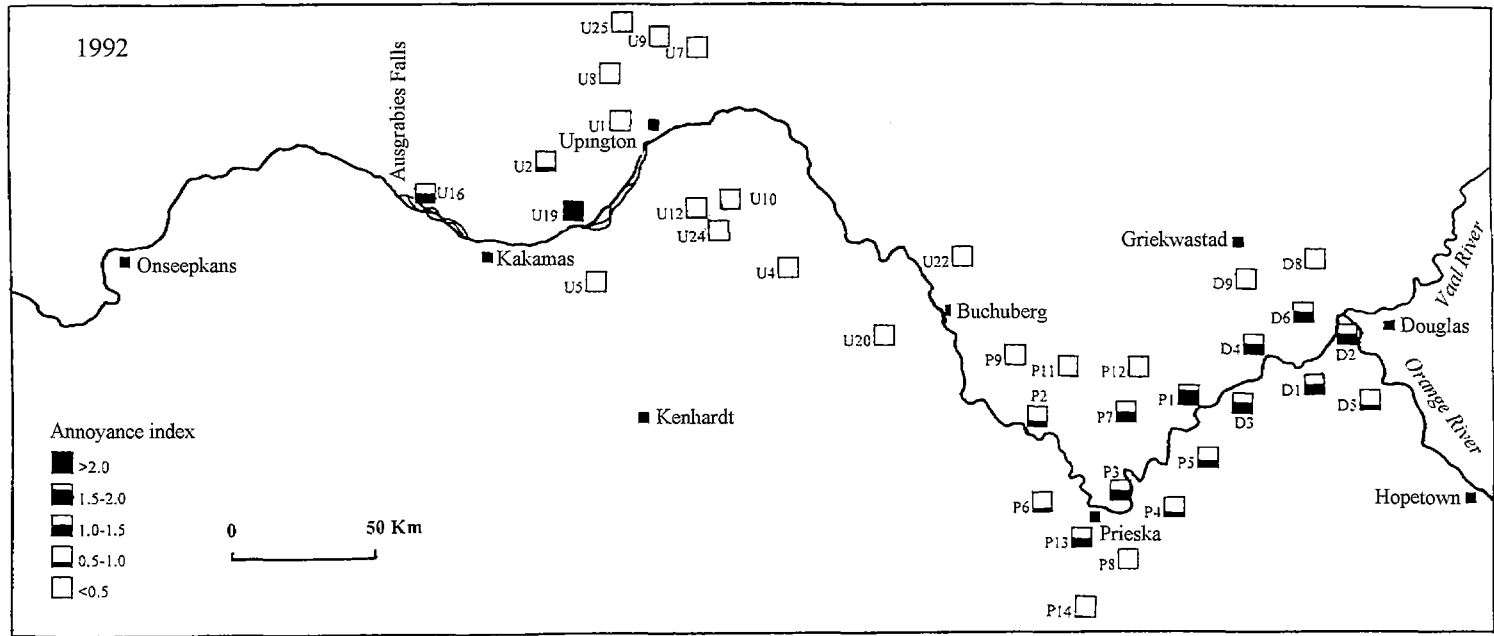 1992
U25
U9
U7
U8
U1
Upington
U2
Ausgrabies Falls
U16
U19
U12
U10
U24
Kakamas
Onseepkans
U5
U4
U22
U20
Buchuberg
Griekwastad
D8
D9
D6
Vaal River
Douglas
D4
D2
P9
P11
P12
P2
P7
P1
D3
D1
D5
Orange River
Kenhardt
P5
P3
P6
P4
Hopetown
Prieska
P13
P8
P14
Annoyance index
>2.0
1.5-2.0
1.0-1.5
0.5-1.0
<0.5
0 50 Km